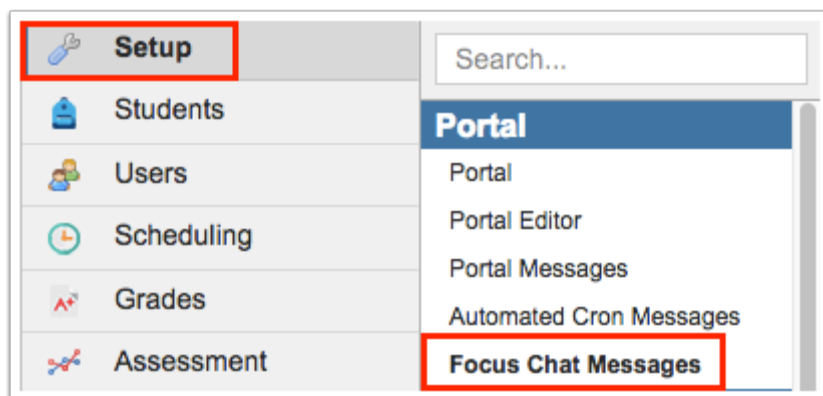 Setup
Students
Users
Scheduling
A+ Grades
Assessment
Search...
Portal
Portal
Portal Editor
Portal Messages
Automated Cron Messages
Focus Chat Messages